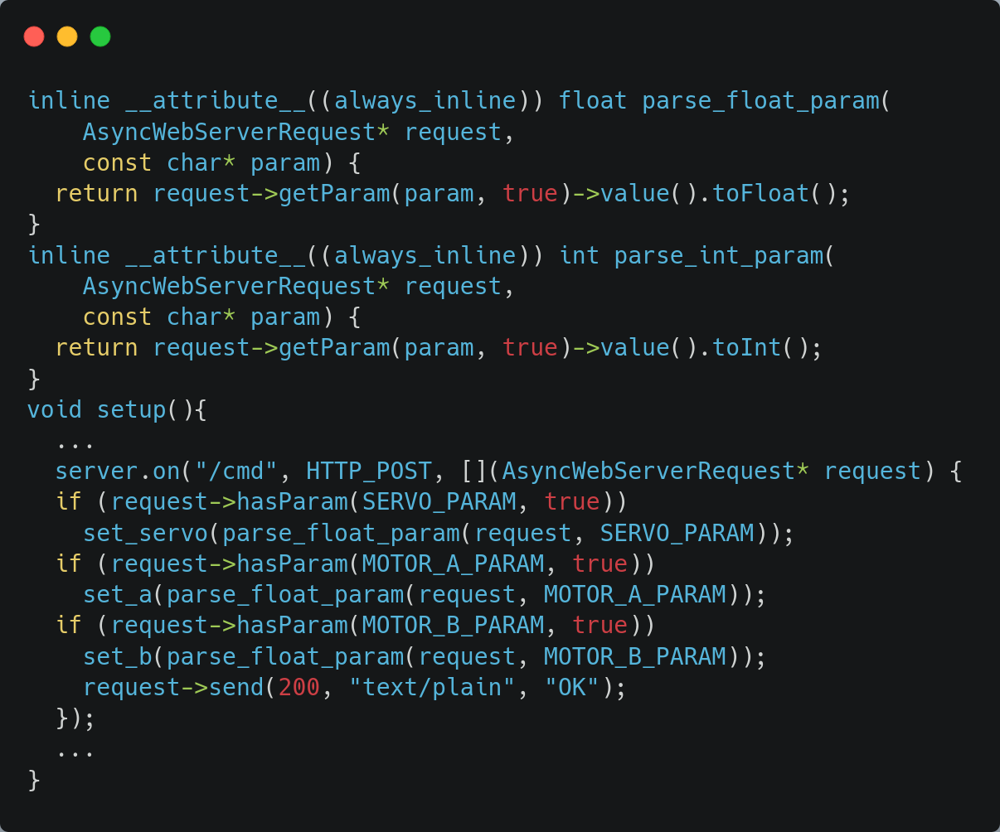 inline __attribute__((always_inline)) float parse_float_param(
    AsyncWebServerRequest* request,
    const char* param) {
  return request->getParam(param, true)->value().toFloat();
}
inline __attribute__((always_inline)) int parse_int_param(
    AsyncWebServerRequest* request,
    const char* param) {
  return request->getParam(param, true)->value().toInt();
}
void setup(){
  ...
  server.on("/cmd", HTTP_POST, [](AsyncWebServerRequest* request) {
  if (request->hasParam(SERVO_PARAM, true))
    set_servo(parse_float_param(request, SERVO_PARAM));
  if (request->hasParam(MOTOR_A_PARAM, true))
    set_a(parse_float_param(request, MOTOR_A_PARAM));
  if (request->hasParam(MOTOR_B_PARAM, true))
    set_b(parse_float_param(request, MOTOR_B_PARAM));
    request->send(200, "text/plain", "OK");
  });
  ...
}